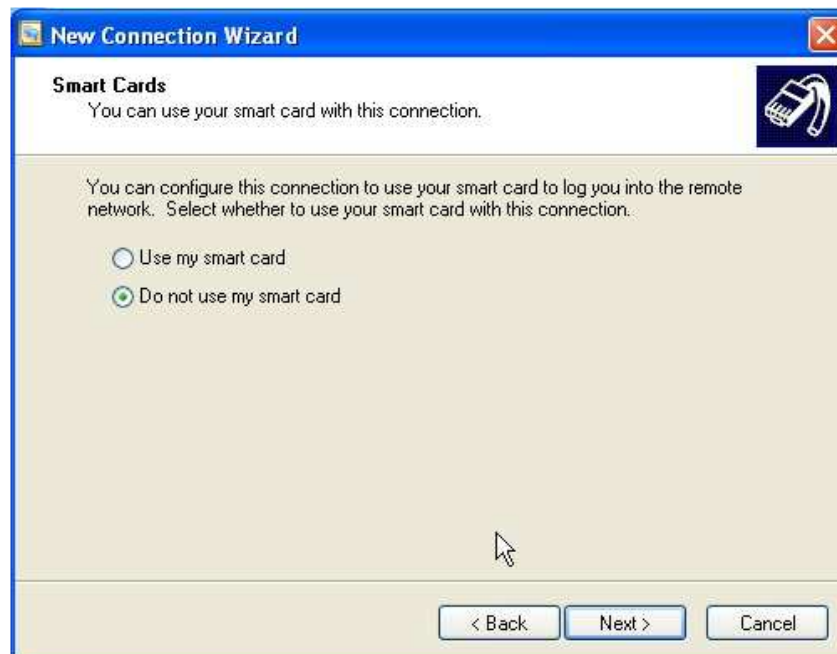 New Connection Wizard
Smart Cards
You can use your smart card with this connection.
You can configure this connection to use your smart card to log you into the remote
network.  Select whether to use your smart card with this connection.
Use my smart card
Do not use my smart card
< Back
Next >
Cancel